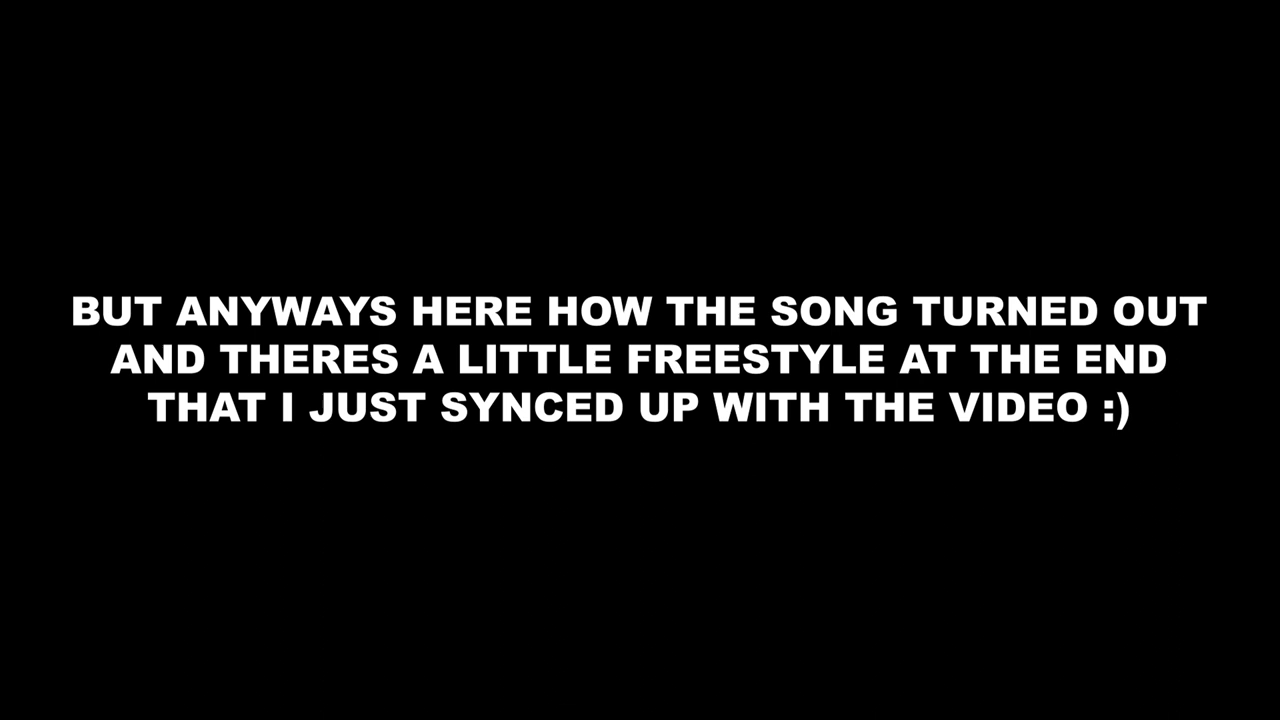 BUT ANYWAYS HERE HOW THE SONG TURNED OUT
AND THERES A LITTLE FREESTYLE AT THE END
THAT I JUST SYNCED UP WITH THE VIDEO :)